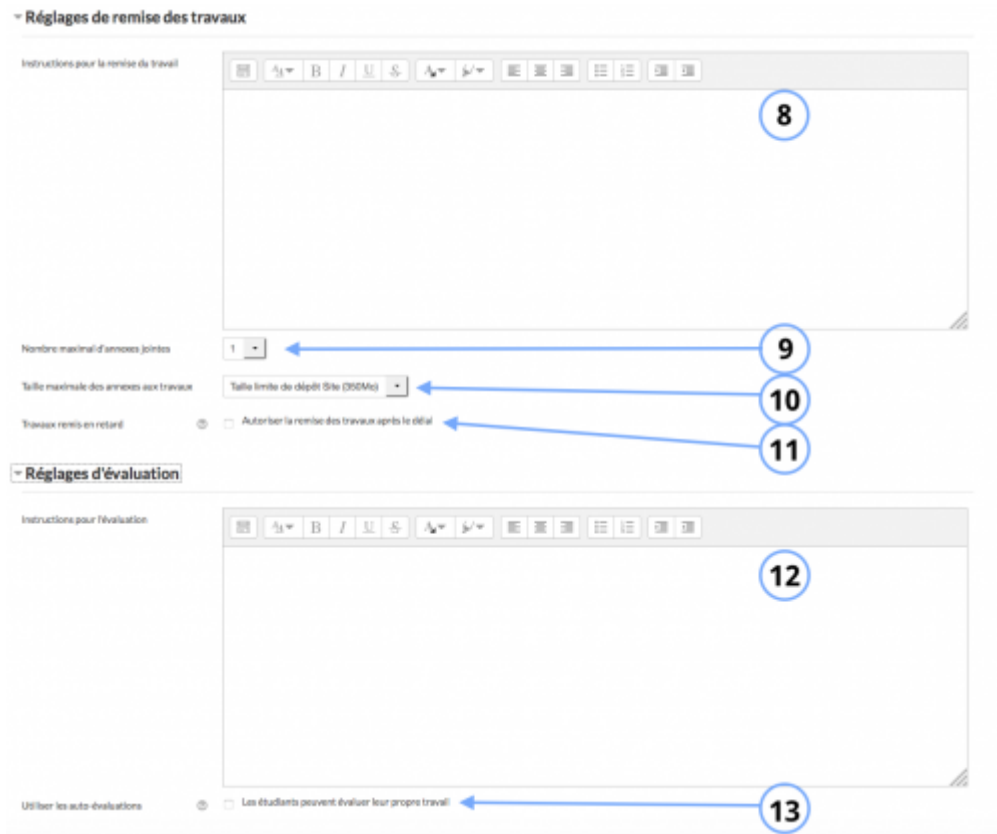 Réglages de remise des travaux
Instructions pour la remise du travail
B I U S
8
Nombre maximal d'annexes jointes
1
9
Taille maximale des annexes aux travaux
Taille limite de dépôt Site (350Mo)
10
Travaux remis en retard
Autoriser la remise des travaux après le délai
11
Réglages d'évaluation
Instructions pour l'évaluation
B I U S
12
Utiliser les auto-évaluations
Les étudiants peuvent évaluer leur propre travail
13